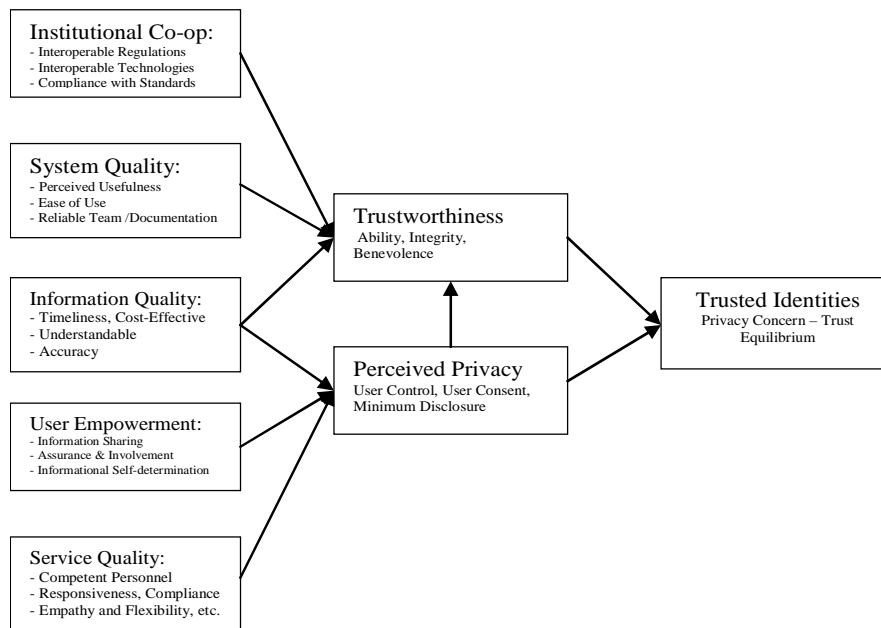 Institutional Co-op:
- Interoperable Regulations
- Interoperable Technologies
- Compliance with Standards
System Quality:
- Perceived Usefulness
- Ease of Use
- Reliable Team /Documentation
Information Quality:
- Timeliness, Cost-Effective
- Understandable
- Accuracy
User Empowerment:
- Information Sharing
- Assurance & Involvement
- Informational Self-determination
Service Quality:
- Competent Personnel
- Responsiveness, Compliance
- Empathy and Flexibility, etc.
Trustworthiness
Ability, Integrity,
Benevolence
Perceived Privacy
User Control, User Consent,
Minimum Disclosure
Trusted Identities
Privacy Concern – Trust
Equilibrium